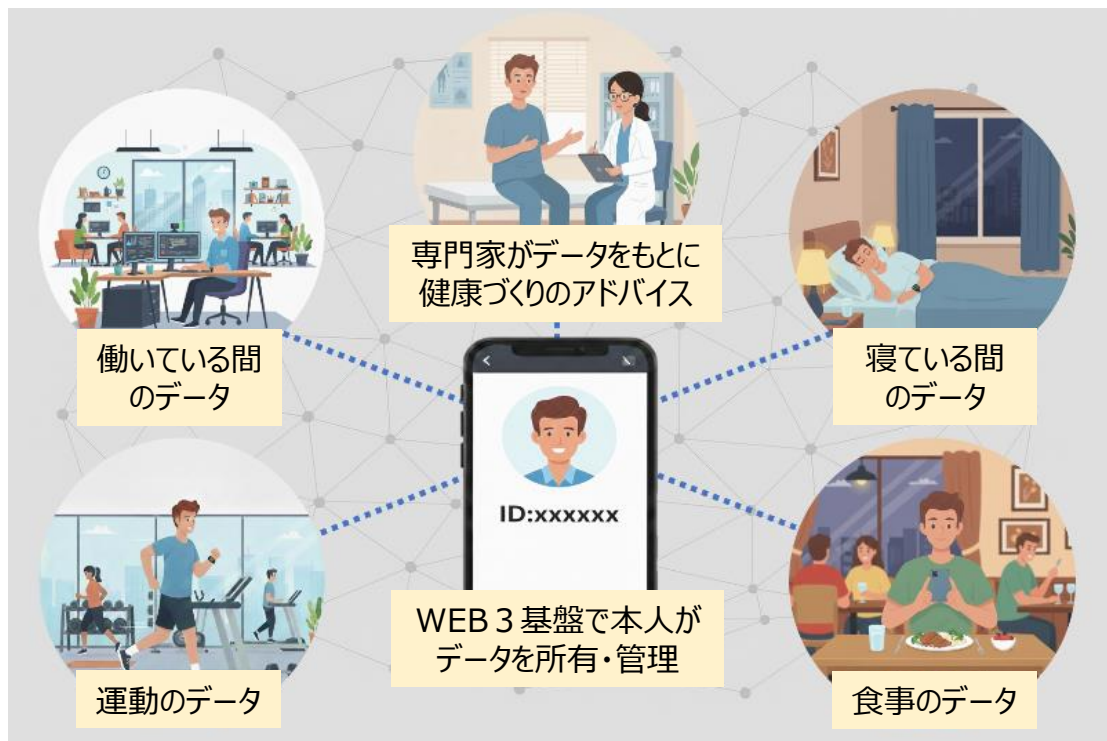 専門家がデータをもとに
健康づくりのアドバイス
働いている間
のデータ
寝ている間
のデータ
ID:xxxxxx
WEB３基盤で本人が
データを所有・管理
運動のデータ
食事のデータ